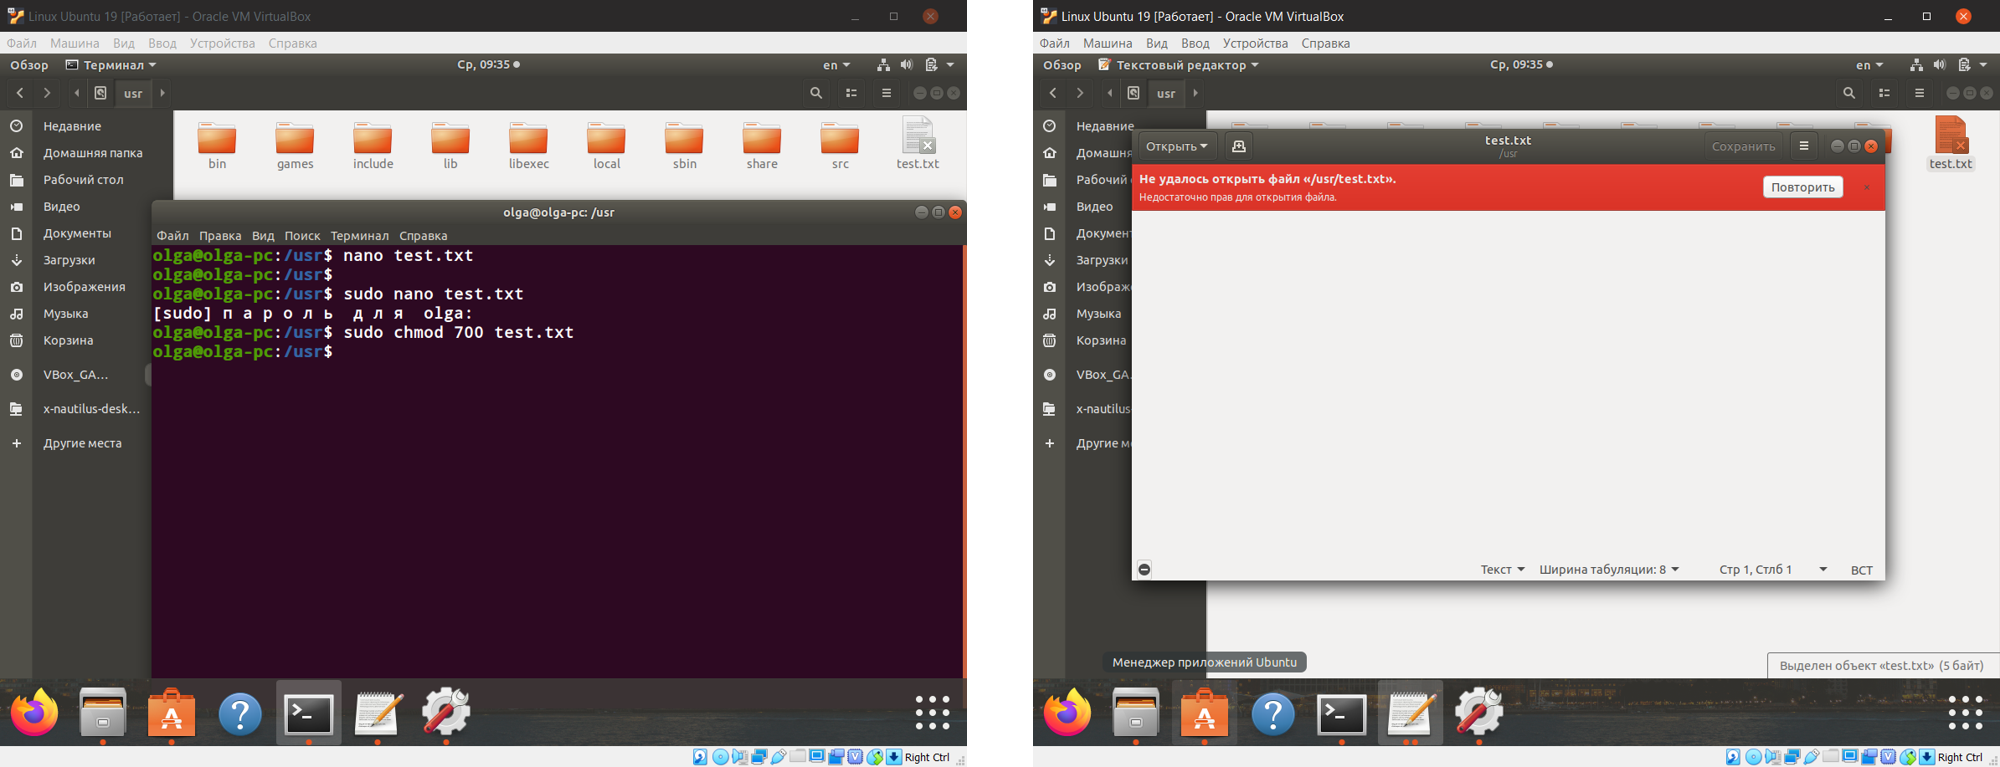 Linux Ubuntu 19 [Работает] - Oracle VM VirtualBox
Файл Машина Вид Ввод Устройства Справка
Обзор Терминал Ср, 09:35 en
usr
Недавние
Домашняя папка
Рабочий стол
Видео
Документы
Загрузки
Изображения
Музыка
Корзина
VBox_GA...
x-nautilus-desk...
Другие места
bin games include lib libexec local sbin share src test.txt
olga@olga-pc: /usr
Файл Правка Вид Поиск Терминал Справка
olga@olga-pc:/usr$ nano test.txt
olga@olga-pc:/usr$
olga@olga-pc:/usr$ sudo nano test.txt
[sudo] п а р о л ь  д л я  olga:
olga@olga-pc:/usr$ sudo chmod 700 test.txt
olga@olga-pc:/usr$
Right Ctrl
Linux Ubuntu 19 [Работает] - Oracle VM VirtualBox
Файл Машина Вид Ввод Устройства Справка
Обзор Текстовый редактор Ср, 09:35 en
usr
Недавние
Домашня
Рабочий
Видео
Документ
Загрузки
Изображе
Музыка
Корзина
VBox_GA.
x-nautilus-
Другие м
test.txt
Открыть test.txt Сохранить
/usr
Не удалось открыть файл «/usr/test.txt».
Недостаточно прав для открытия файла.
Повторить
Текст Ширина табуляции: 8 Стр 1, Стлб 1 ВСТ
Менеджер приложений Ubuntu
Выделен объект «test.txt» (5 байт)
Right Ctrl